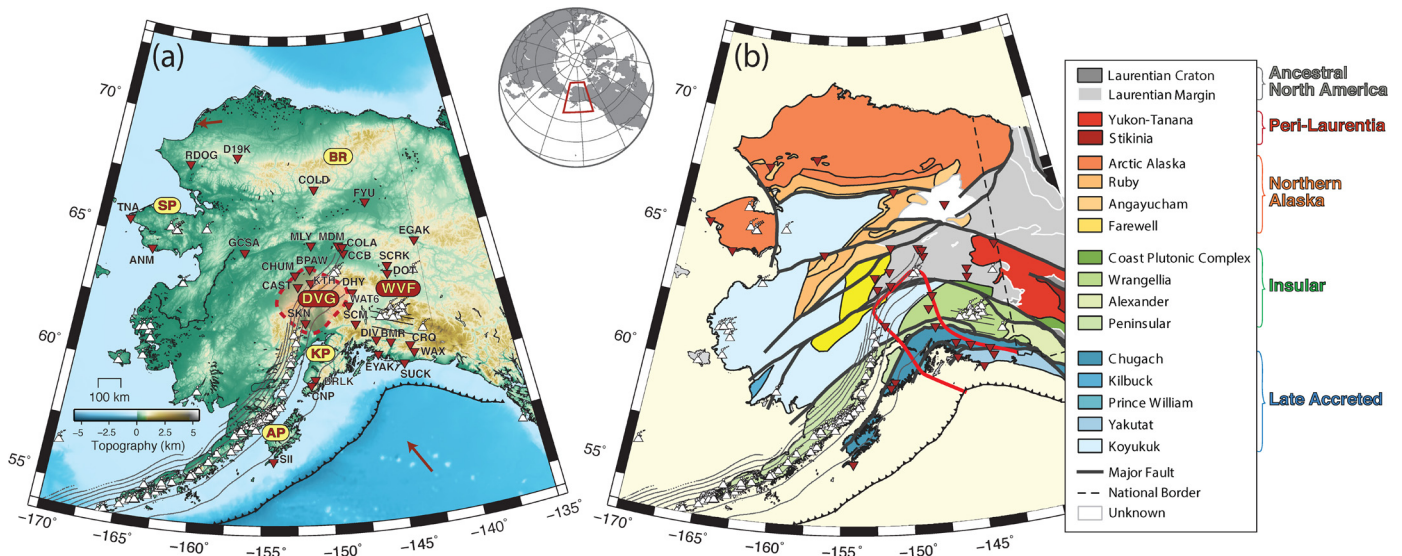 (a)
70°
65°
60°
55°
−170°
−165°
−160°
−155°
−150°
−145°
−140°
−135°
RDOG
D19K
BR
COLD
FYU
TNA
SP
ANM
GCSA
MLY
MDM
COLA
CCB
EGAK
SCRK
DOT
CHUM
BPAW
CAST
KTH
DHY
DVG
WVF
WAT6
SKN
SCM
DIV
BMR
CRQ
WAX
EYAK
SUCK
KP
BRLK
CNP
AP
SII
100 km
−5
−2.5
0
2.5
5
Topography (km)
(b)
70°
65°
60°
55°
−170°
−165°
−160°
−155°
−150°
−145°
Laurentian Craton
Laurentian Margin
Ancestral
North America
Yukon-Tanana
Stikinia
Peri-Laurentia
Arctic Alaska
Ruby
Angayucham
Farewell
Northern
Alaska
Coast Plutonic Complex
Wrangellia
Alexander
Peninsular
Insular
Chugach
Kilbuck
Prince William
Yakutat
Koyukuk
Late Accreted
Major Fault
National Border
Unknown